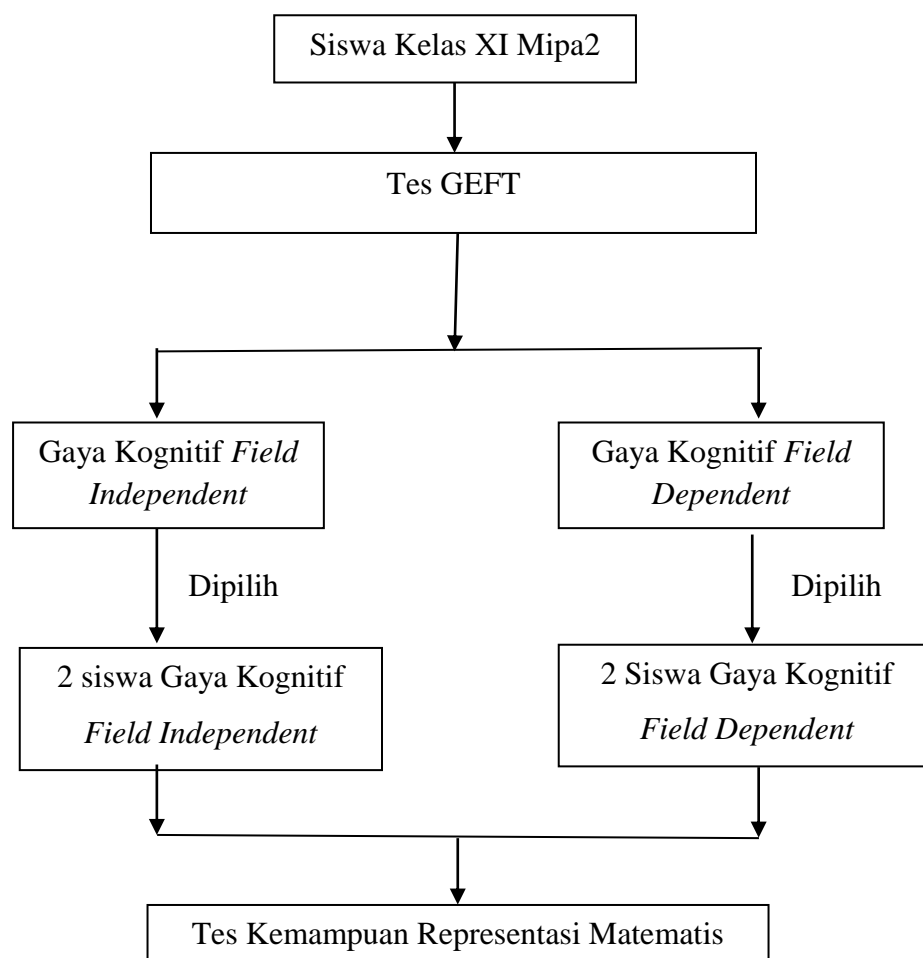 Siswa Kelas XI Mipa2
Tes GEFT
Gaya Kognitif Field
Independent
Gaya Kognitif Field
Dependent
Dipilih
Dipilih
2 siswa Gaya Kognitif
Field Independent
2 Siswa Gaya Kognitif
Field Dependent
Tes Kemampuan Representasi Matematis